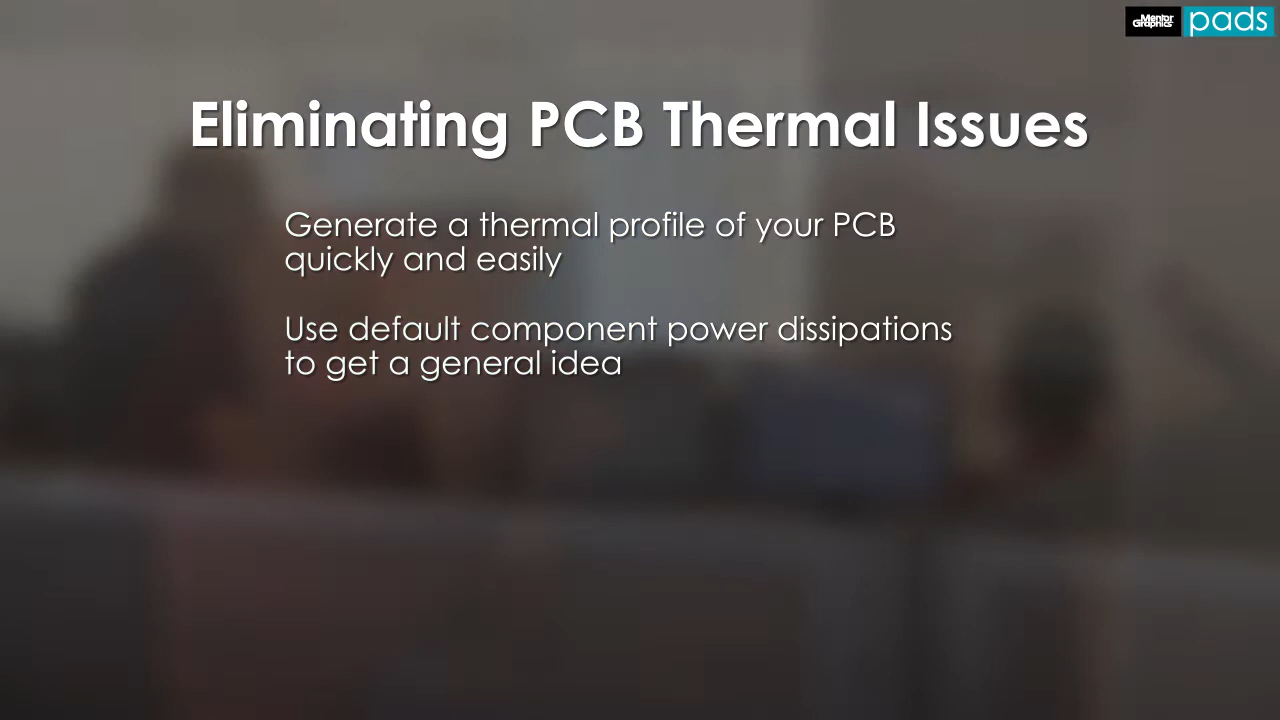 Mentor
Graphics
pads
Eliminating PCB Thermal Issues
Generate a thermal profile of your PCB
quickly and easily
Use default component power dissipations
to get a general idea